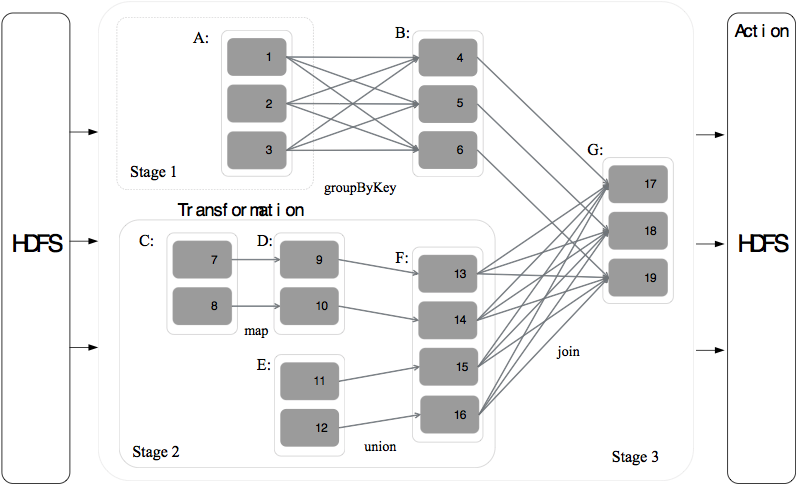 HDFS
A:
1
2
3
Stage 1
groupByKey
B:
4
5
6
Transformation
C:
7
8
map
D:
9
10
E:
11
12
union
F:
13
14
15
16
Stage 2
join
G:
17
18
19
Stage 3
Action
HDFS